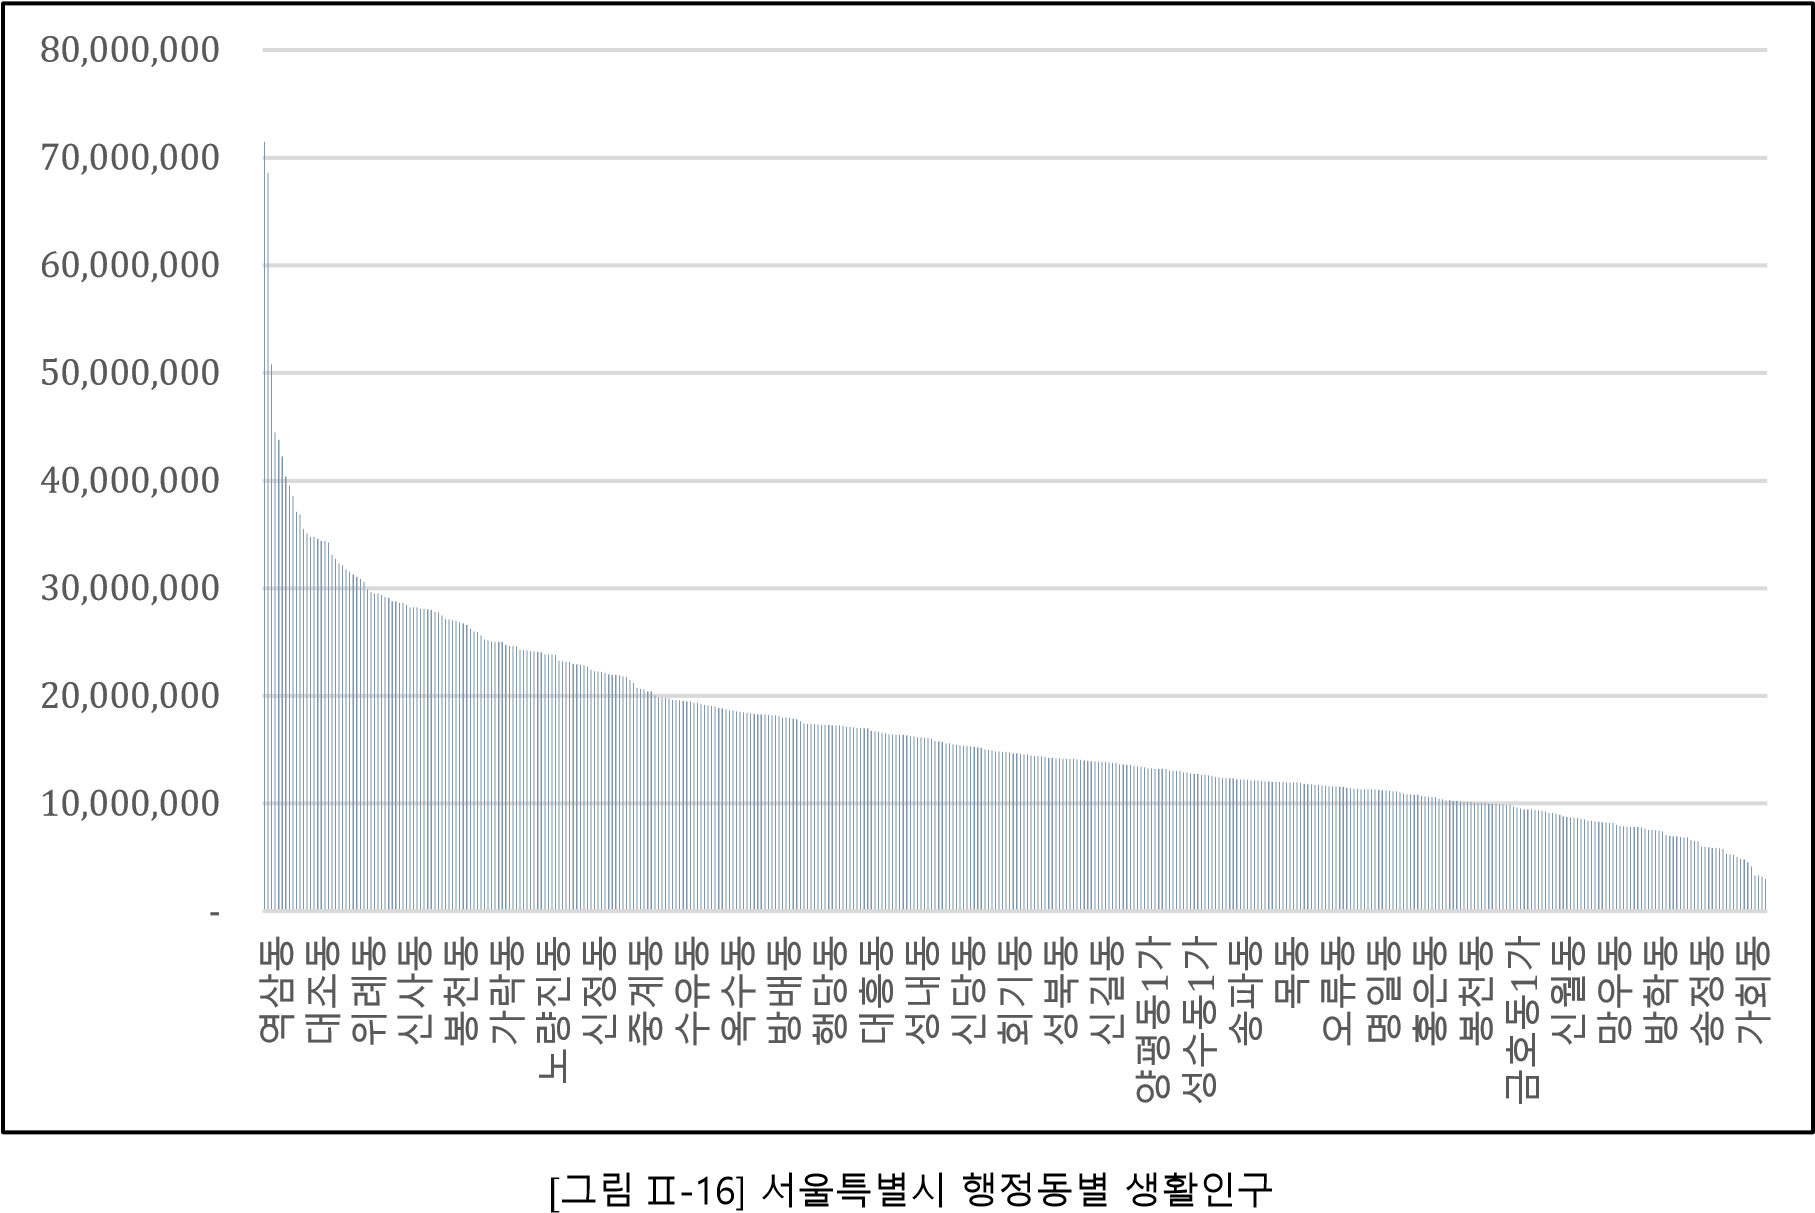 80,000,000
70,000,000
60,000,000
50,000,000
40,000,000
30,000,000
20,000,000
10,000,000
-
역삼동
대조동
위례동
신사동
봉천동
가락동
노량진동
신정동
중계동
수유동
옥수동
방배동
행당동
대흥동
성내동
신당동
회기동
성북동
신길동
양평동1가
성수동1가
송파동
목동
오류동
명일동
홍은동
봉천동
금호동1가
신월동
망우동
방학동
송정동
가회동
[그림 Ⅱ-16] 서울특별시 행정동별 생활인구